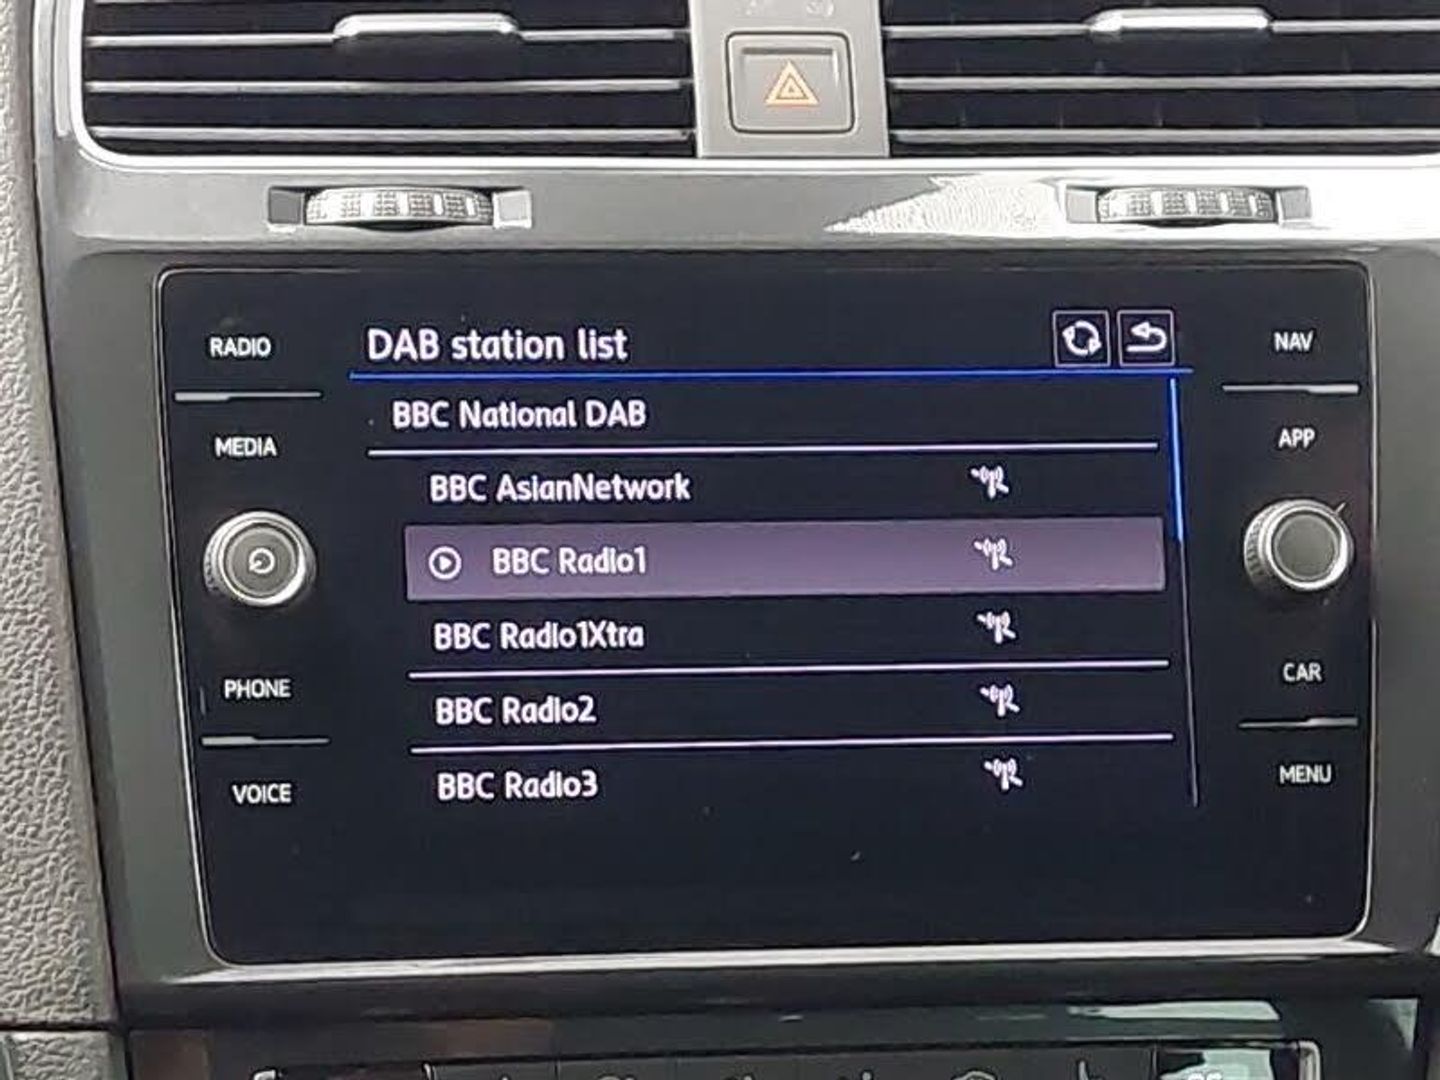 RADIO
DAB station list
NAV
MEDIA
BBC National DAB
APP
BBC AsianNetwork
BBC Radio1
BBC Radio1Xtra
PHONE
CAR
BBC Radio2
VOICE
BBC Radio3
MENU